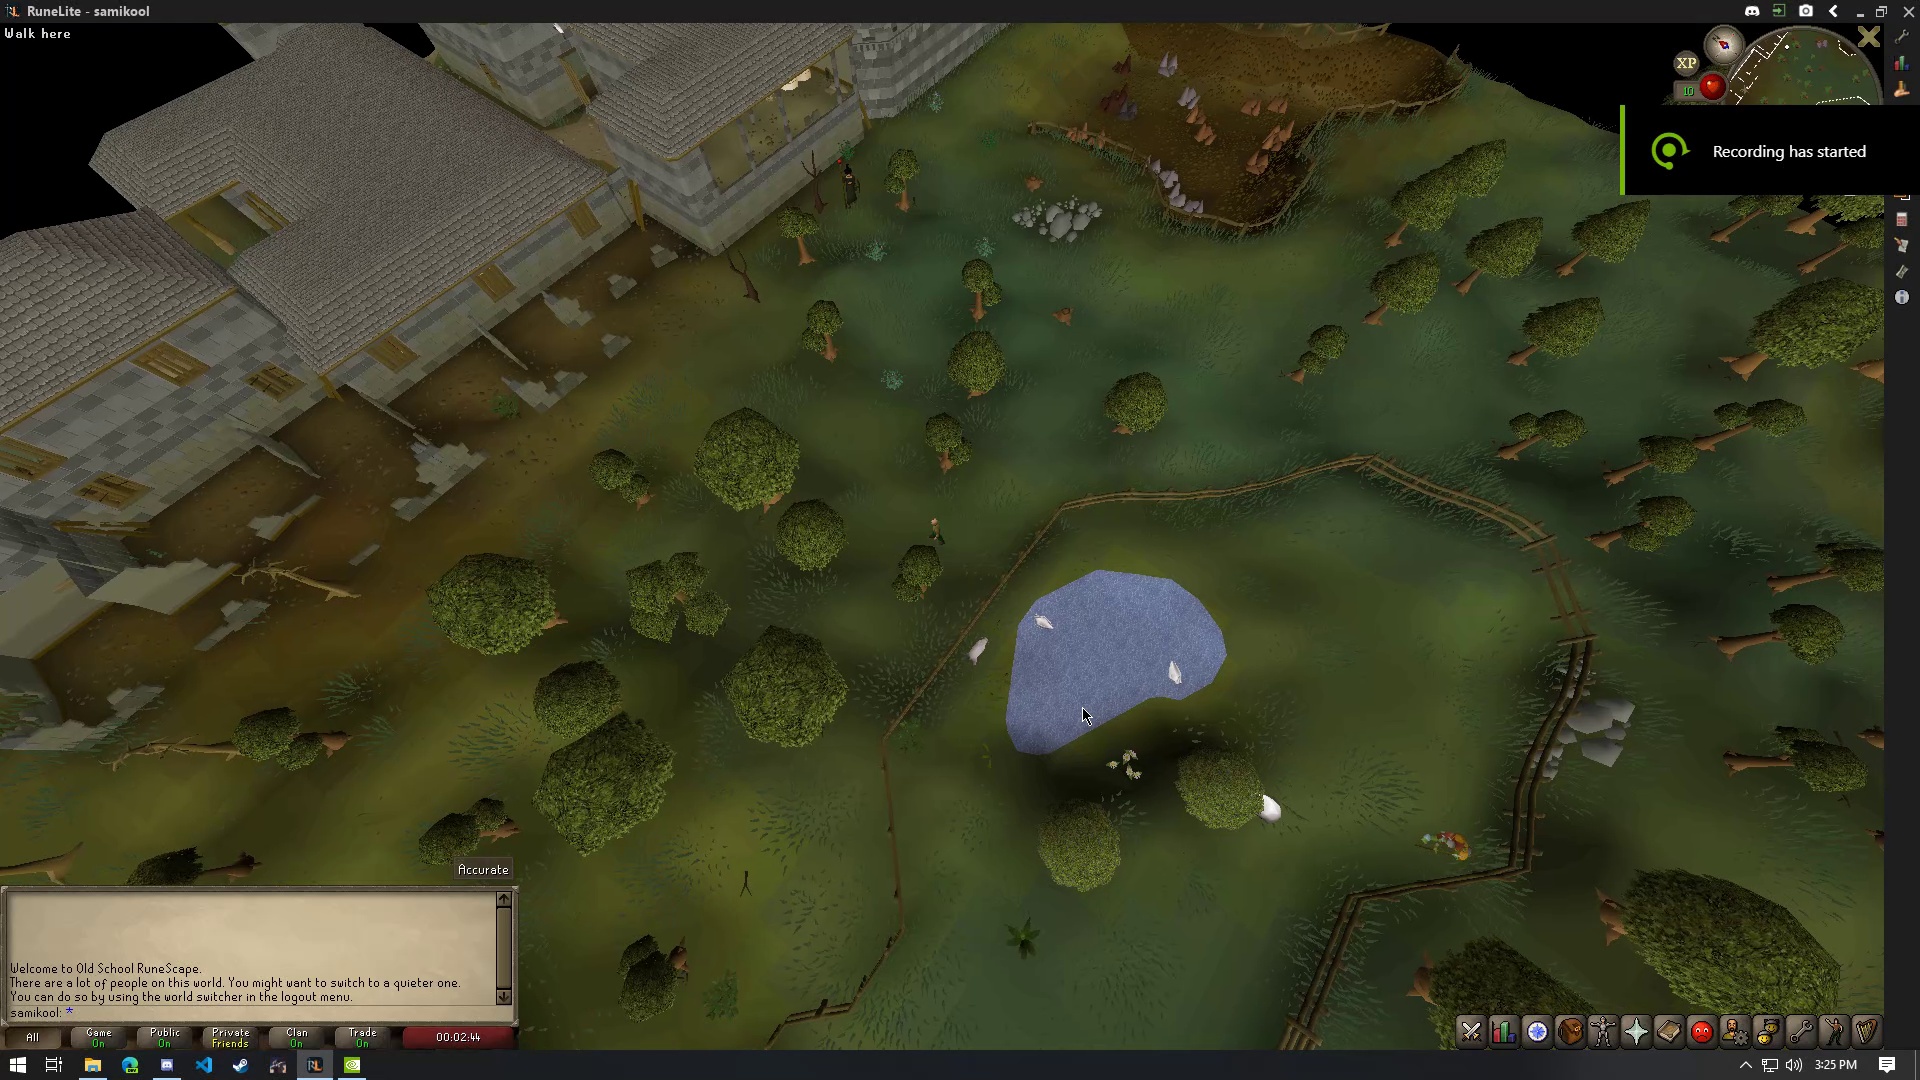 RuneLite - samikool
Walk here
XP
10
Recording has started
Accurate
Welcome to Old School RuneScape.
There are a lot of people on this world. You might want to switch to a quieter one.
You can do so by using the world switcher in the logout menu.
samikool: *
All
Game
On
Public
On
Private
Friends
Clan
On
Trade
On
00:02:44
3:25 PM